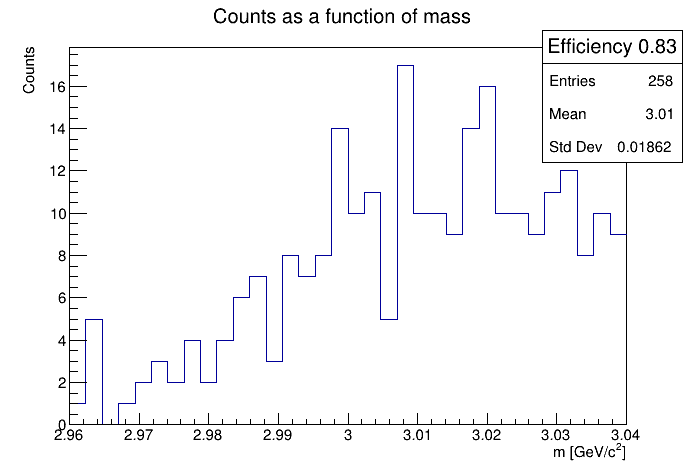 Counts as a function of mass
Counts
Efficiency 0.83
Entries 258
Mean 3.01
Std Dev 0.01862
16
14
12
10
8
6
4
2
0
2.96 2.97 2.98 2.99 3 3.01 3.02 3.03 3.04
m [GeV/c²]